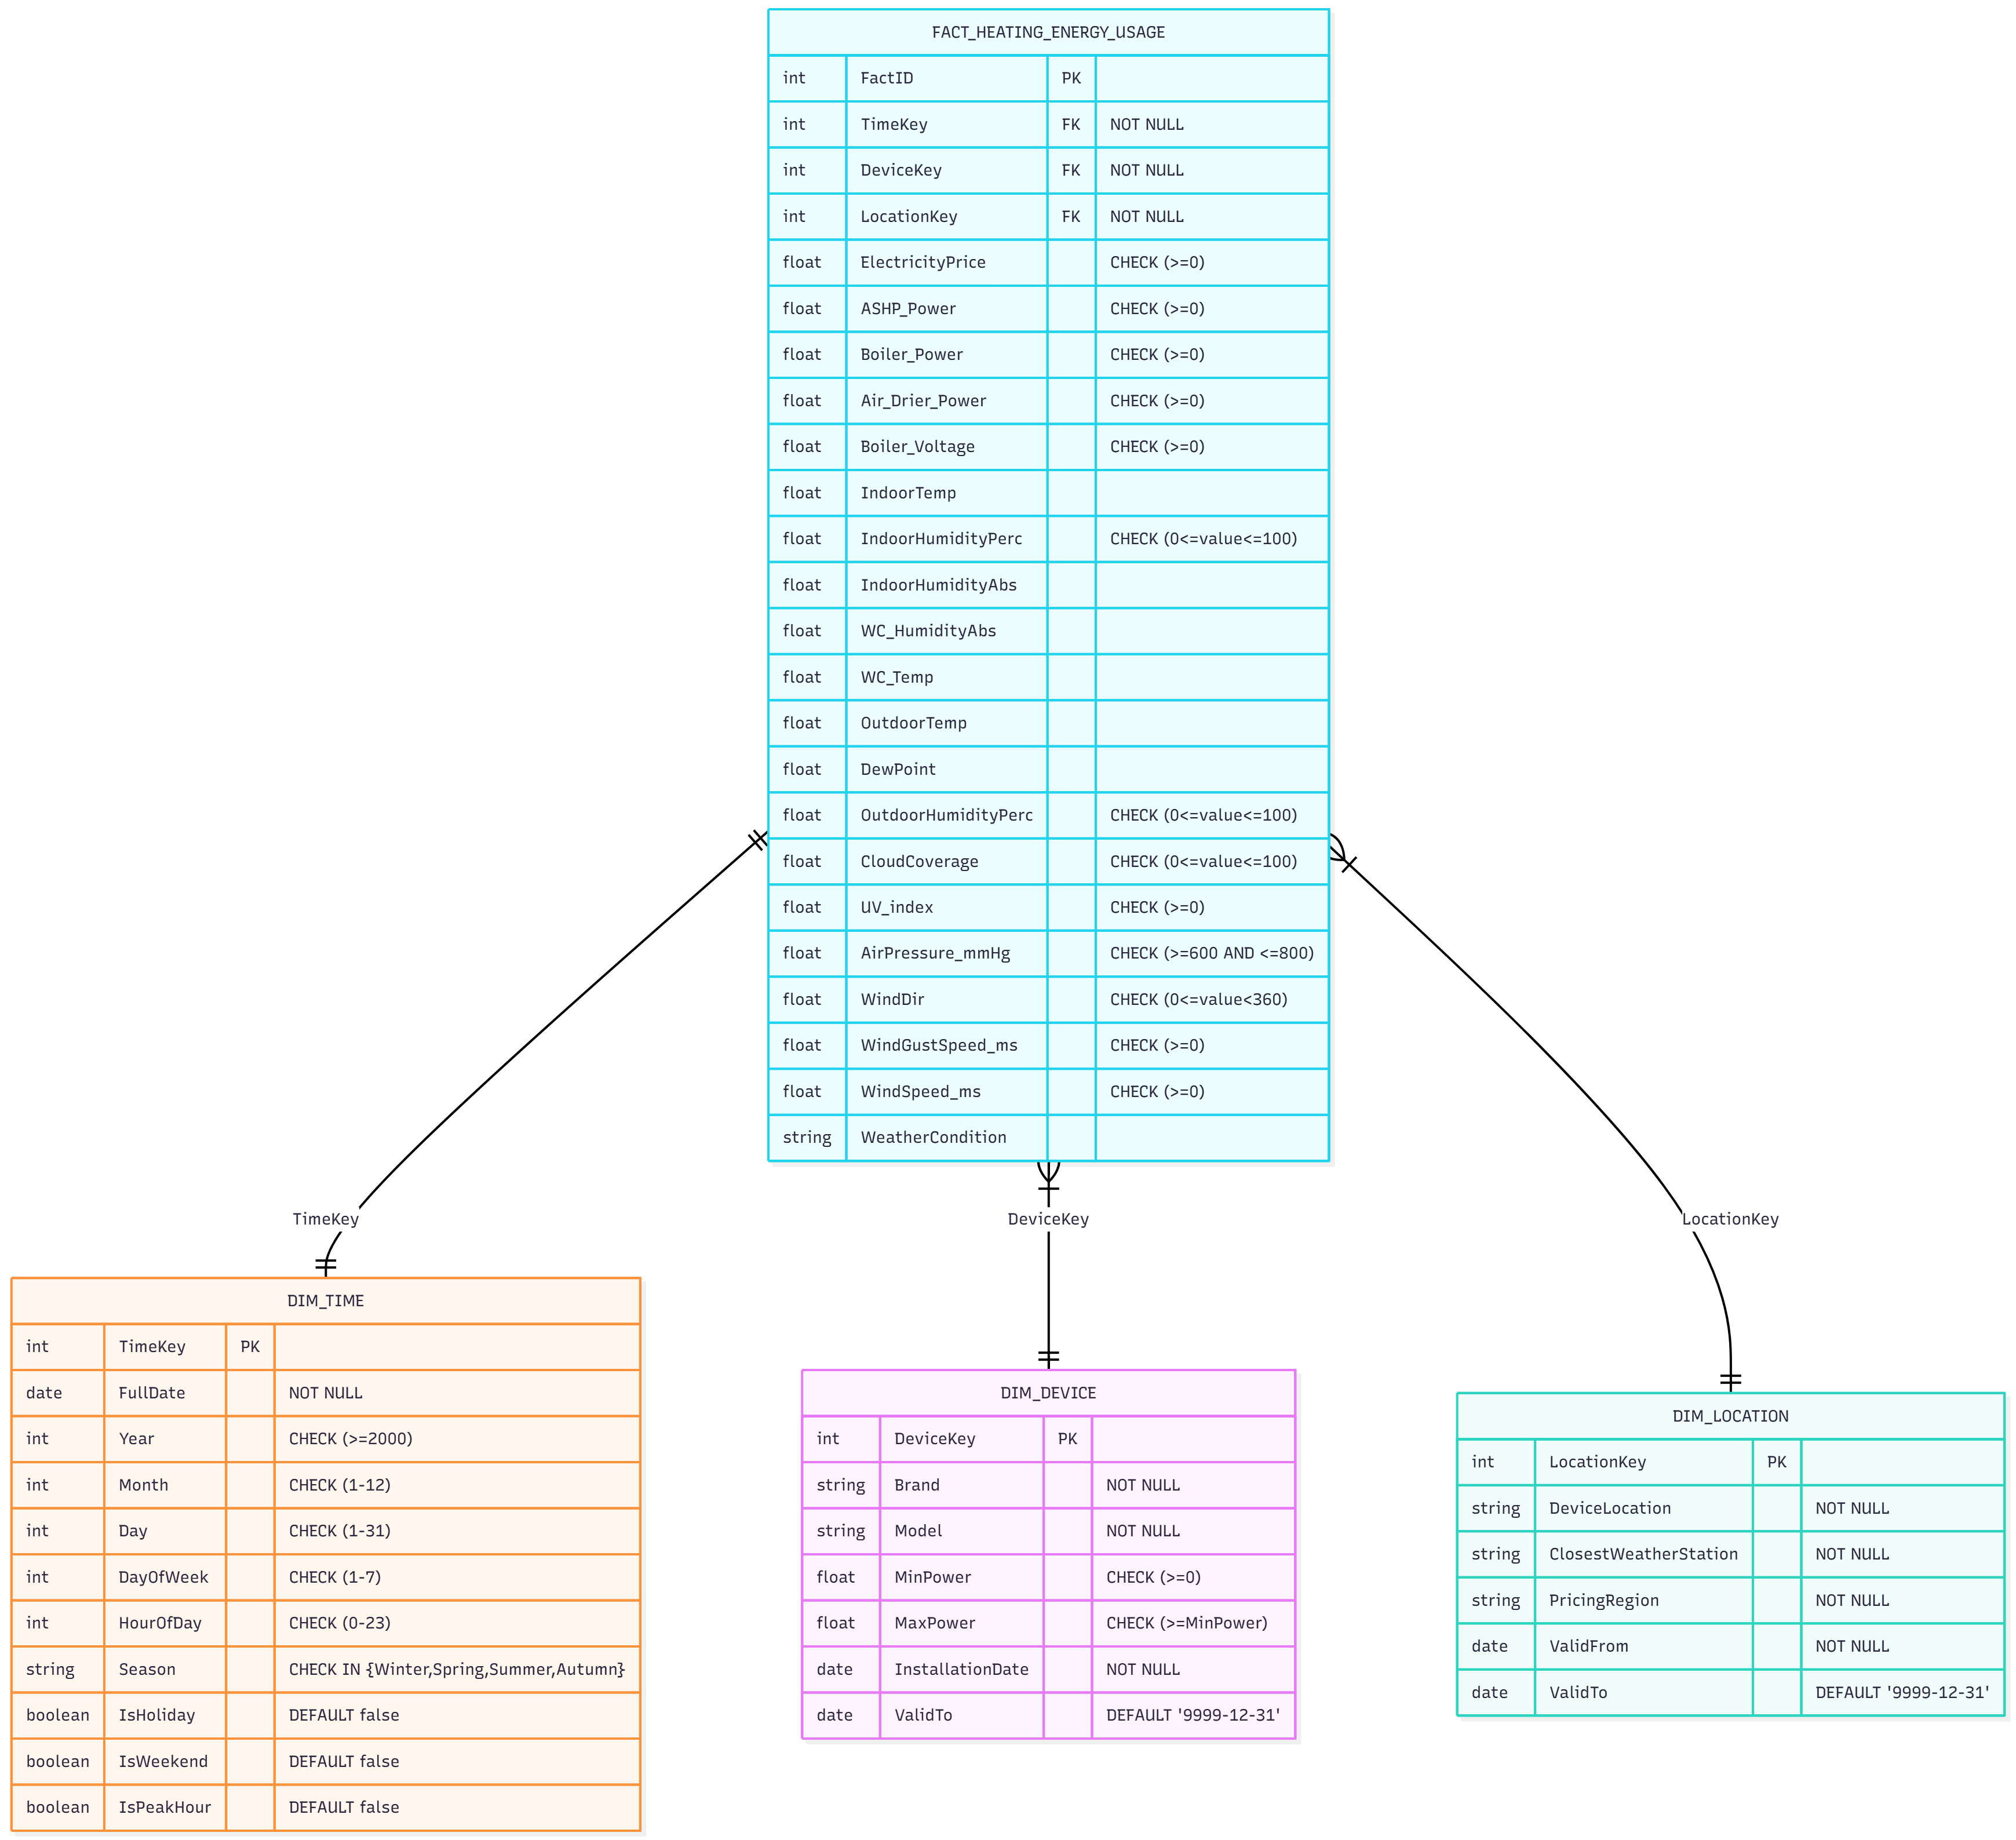 FACT_HEATING_ENERGY_USAGE
int FactID PK
int TimeKey FK NOT NULL
int DeviceKey FK NOT NULL
int LocationKey FK NOT NULL
float ElectricityPrice CHECK (>=0)
float ASHP_Power CHECK (>=0)
float Boiler_Power CHECK (>=0)
float Air_Drier_Power CHECK (>=0)
float Boiler_Voltage CHECK (>=0)
float IndoorTemp
float IndoorHumidityPerc CHECK (0<=value<=100)
float IndoorHumidityAbs
float WC_HumidityAbs
float WC_Temp
float OutdoorTemp
float DewPoint
float OutdoorHumidityPerc CHECK (0<=value<=100)
float CloudCoverage CHECK (0<=value<=100)
float UV_index CHECK (>=0)
float AirPressure_mmHg CHECK (>=600 AND <=800)
float WindDir CHECK (0<=value<360)
float WindGustSpeed_ms CHECK (>=0)
float WindSpeed_ms CHECK (>=0)
string WeatherCondition
TimeKey
DeviceKey
LocationKey
DIM_TIME
int TimeKey PK
date FullDate NOT NULL
int Year CHECK (>=2000)
int Month CHECK (1-12)
int Day CHECK (1-31)
int DayOfWeek CHECK (1-7)
int HourOfDay CHECK (0-23)
string Season CHECK IN {Winter,Spring,Summer,Autumn}
boolean IsHoliday DEFAULT false
boolean IsWeekend DEFAULT false
boolean IsPeakHour DEFAULT false
DIM_DEVICE
int DeviceKey PK
string Brand NOT NULL
string Model NOT NULL
float MinPower CHECK (>=0)
float MaxPower CHECK (>=MinPower)
date InstallationDate NOT NULL
date ValidTo DEFAULT '9999-12-31'
DIM_LOCATION
int LocationKey PK
string DeviceLocation NOT NULL
string ClosestWeatherStation NOT NULL
string PricingRegion NOT NULL
date ValidFrom NOT NULL
date ValidTo DEFAULT '9999-12-31'